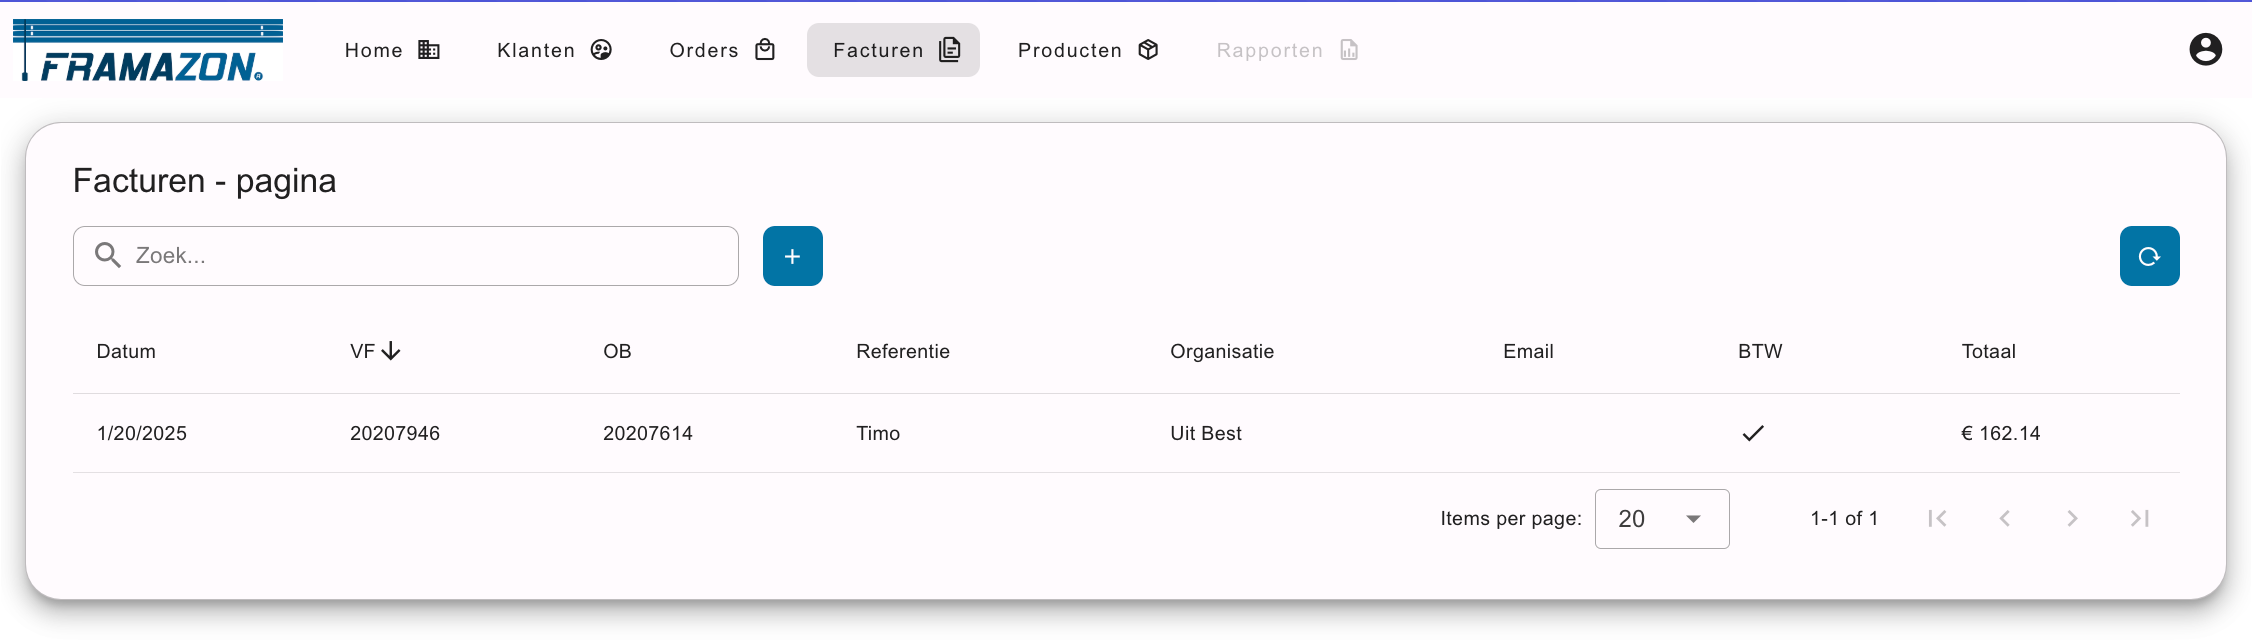 FRAMAZON®
Home Klanten Orders Facturen Producten Rapporten
Facturen - pagina
Zoek...
+
Datum VF OB Referentie Organisatie Email BTW Totaal
1/20/2025 20207946 20207614 Timo Uit Best € 162.14
Items per page: 20 1-1 of 1